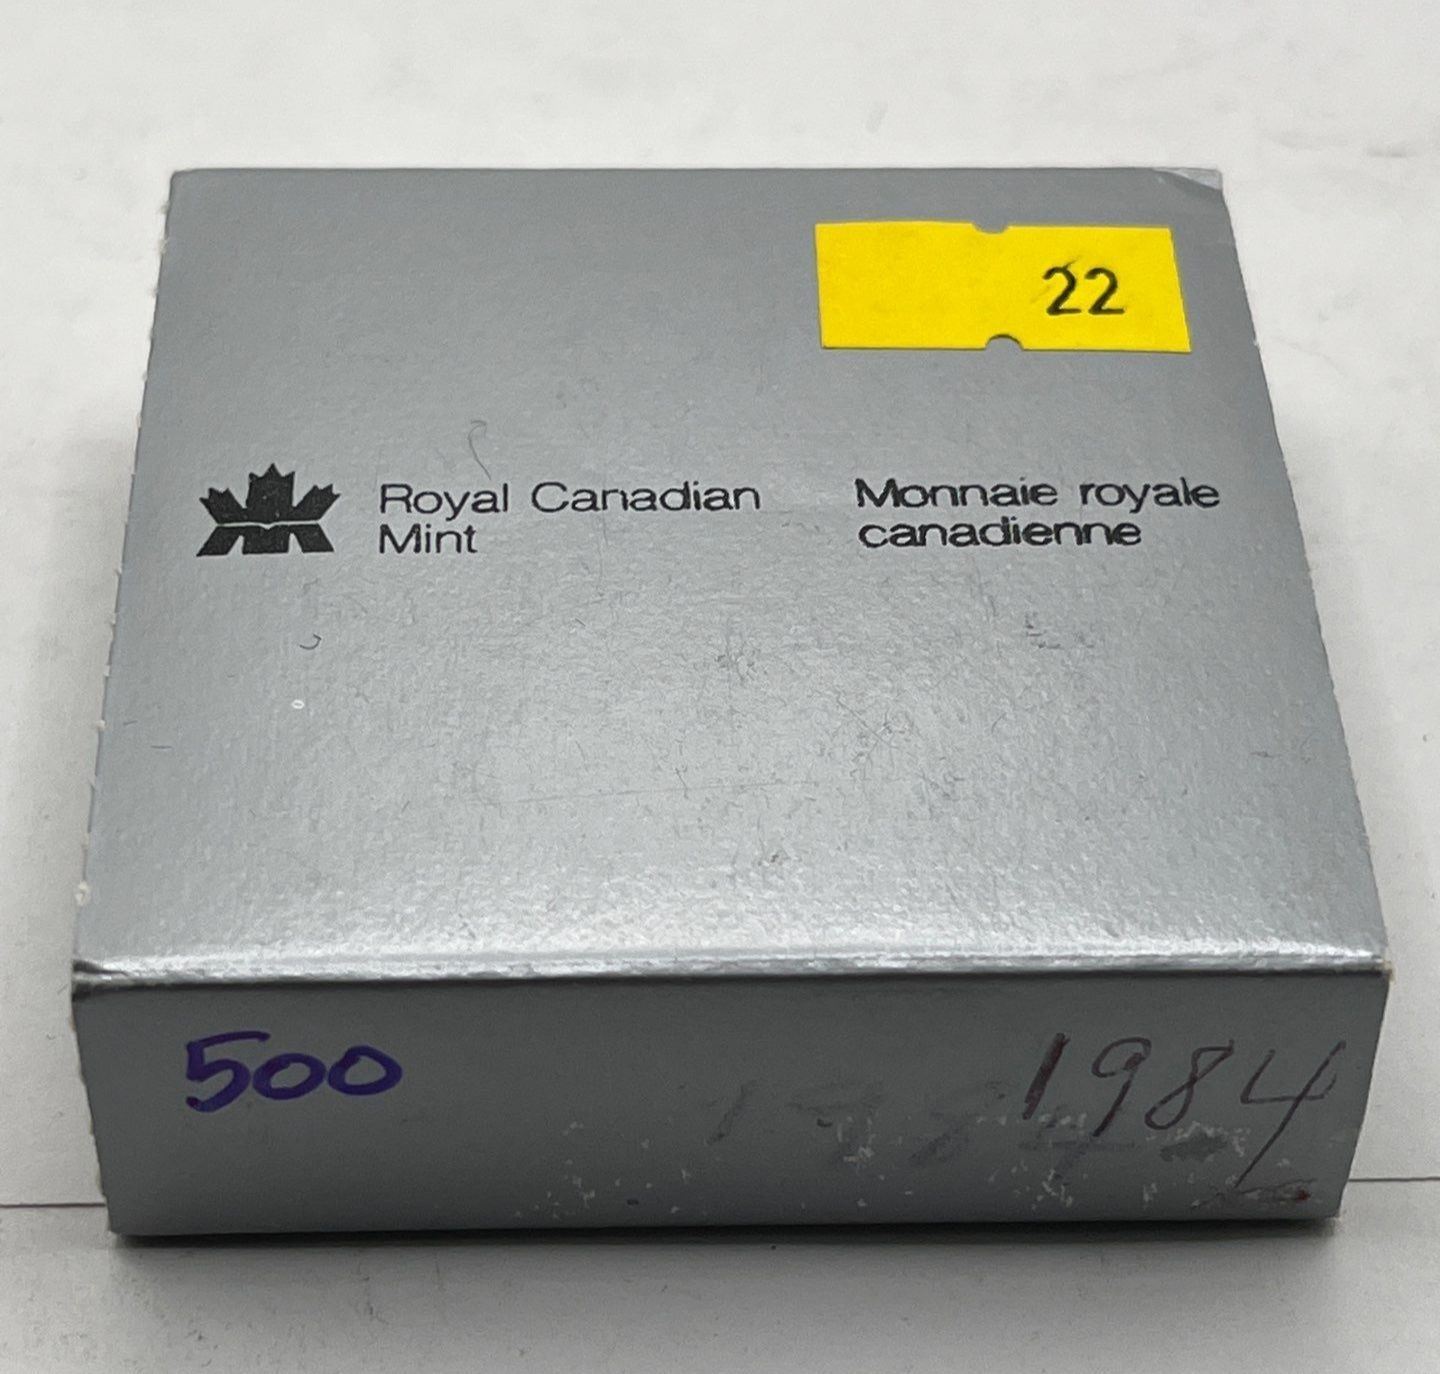 22
Royal Canadian
Mint
Monnaie royale
canadienne
500
1984